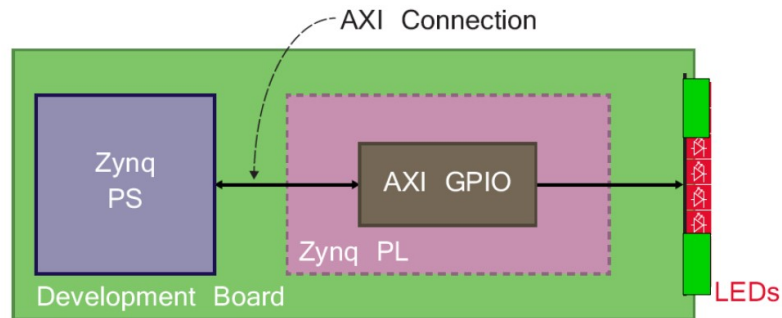 AXI Connection
Zynq
PS
AXI GPIO
Zynq PL
Development Board
LEDs